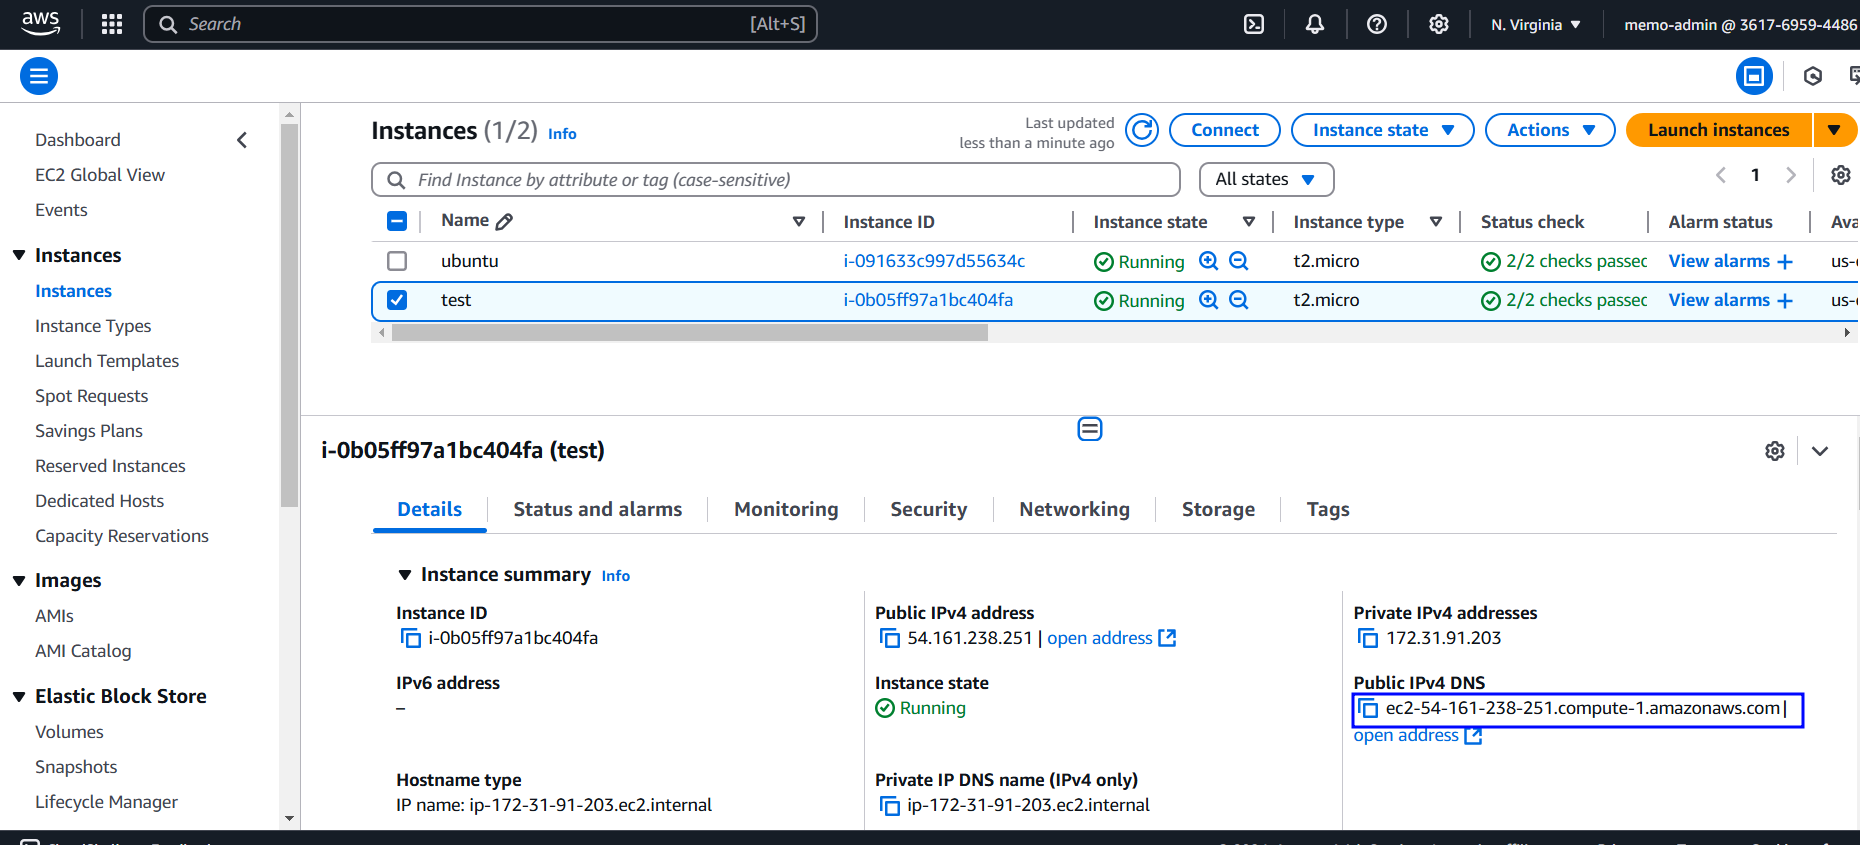 aws
Search [Alt+S]
N. Virginia
memo-admin @ 3617-6959-4486
Dashboard
EC2 Global View
Events
Instances
Instances
Instance Types
Launch Templates
Spot Requests
Savings Plans
Reserved Instances
Dedicated Hosts
Capacity Reservations
Images
AMIs
AMI Catalog
Elastic Block Store
Volumes
Snapshots
Lifecycle Manager
Instances (1/2) Info
Last updated
less than a minute ago
Connect
Instance state
Actions
Launch instances
Find Instance by attribute or tag (case-sensitive)
All states
1
Name Instance ID Instance state Instance type Status check Alarm status Ava
ubuntu i-091633c997d55634c Running t2.micro 2/2 checks passed View alarms + us-
test i-0b05ff97a1bc404fa Running t2.micro 2/2 checks passed View alarms + us-
i-0b05ff97a1bc404fa (test)
Details Status and alarms Monitoring Security Networking Storage Tags
Instance summary Info
Instance ID
i-0b05ff97a1bc404fa
Public IPv4 address
54.161.238.251 | open address
Private IPv4 addresses
172.31.91.203
IPv6 address
–
Instance state
Running
Public IPv4 DNS
ec2-54-161-238-251.compute-1.amazonaws.com |
open address
Hostname type
IP name: ip-172-31-91-203.ec2.internal
Private IP DNS name (IPv4 only)
ip-172-31-91-203.ec2.internal